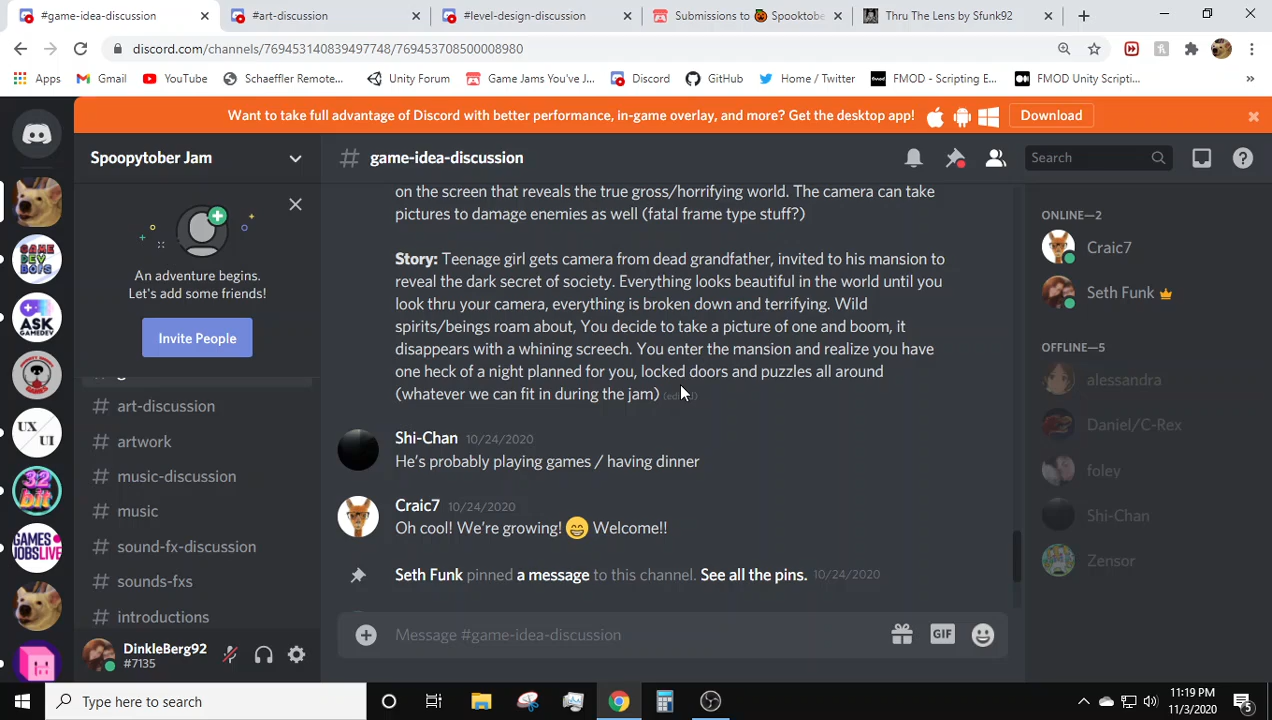 #game-idea-discussion
#art-discussion
#level-design-discussion
Submissions to 🎃 Spooktobe
Thru The Lens by Sfunk92
discord.com/channels/769453140839497748/769453708500008980
Apps
Gmail
YouTube
Schaeffler Remote...
Unity Forum
Game Jams You've J...
Discord
GitHub
Home / Twitter
FMOD - Scripting E...
FMOD Unity Scripti...
»
Want to take full advantage of Discord with better performance, in-game overlay, and more? Get the desktop app!
Download
Spoopytober Jam
# game-idea-discussion
Search
An adventure begins.
Let's add some friends!
Invite People
# art-discussion
# artwork
# music-discussion
# music
# sound-fx-discussion
# sounds-fxs
# introductions
DinkleBerg92
#7135
GAME
DEV
BOFS
ASK
GAMEDEV
UX
UI
32
bit
GAMES
JOBSLIVE
on the screen that reveals the true gross/horrifying world. The camera can take
pictures to damage enemies as well (fatal frame type stuff?)
Story: Teenage girl gets camera from dead grandfather, invited to his mansion to
reveal the dark secret of society. Everything looks beautiful in the world until you
look thru your camera, everything is broken down and terrifying. Wild
spirits/beings roam about, You decide to take a picture of one and boom, it
disappears with a whining screech. You enter the mansion and realize you have
one heck of a night planned for you, locked doors and puzzles all around
(whatever we can fit in during the jam)
Shi-Chan 10/24/2020
He's probably playing games / having dinner
Craic7 10/24/2020
Oh cool! We're growing! 😄 Welcome!!
Seth Funk pinned a message to this channel. See all the pins. 10/24/2020
Message #game-idea-discussion
GIF
ONLINE—2
Craic7
Seth Funk
OFFLINE—5
alessandra
Daniel/C-Rex
foley
Shi-Chan
Zensor
Type here to search
11:19 PM
11/3/2020
5